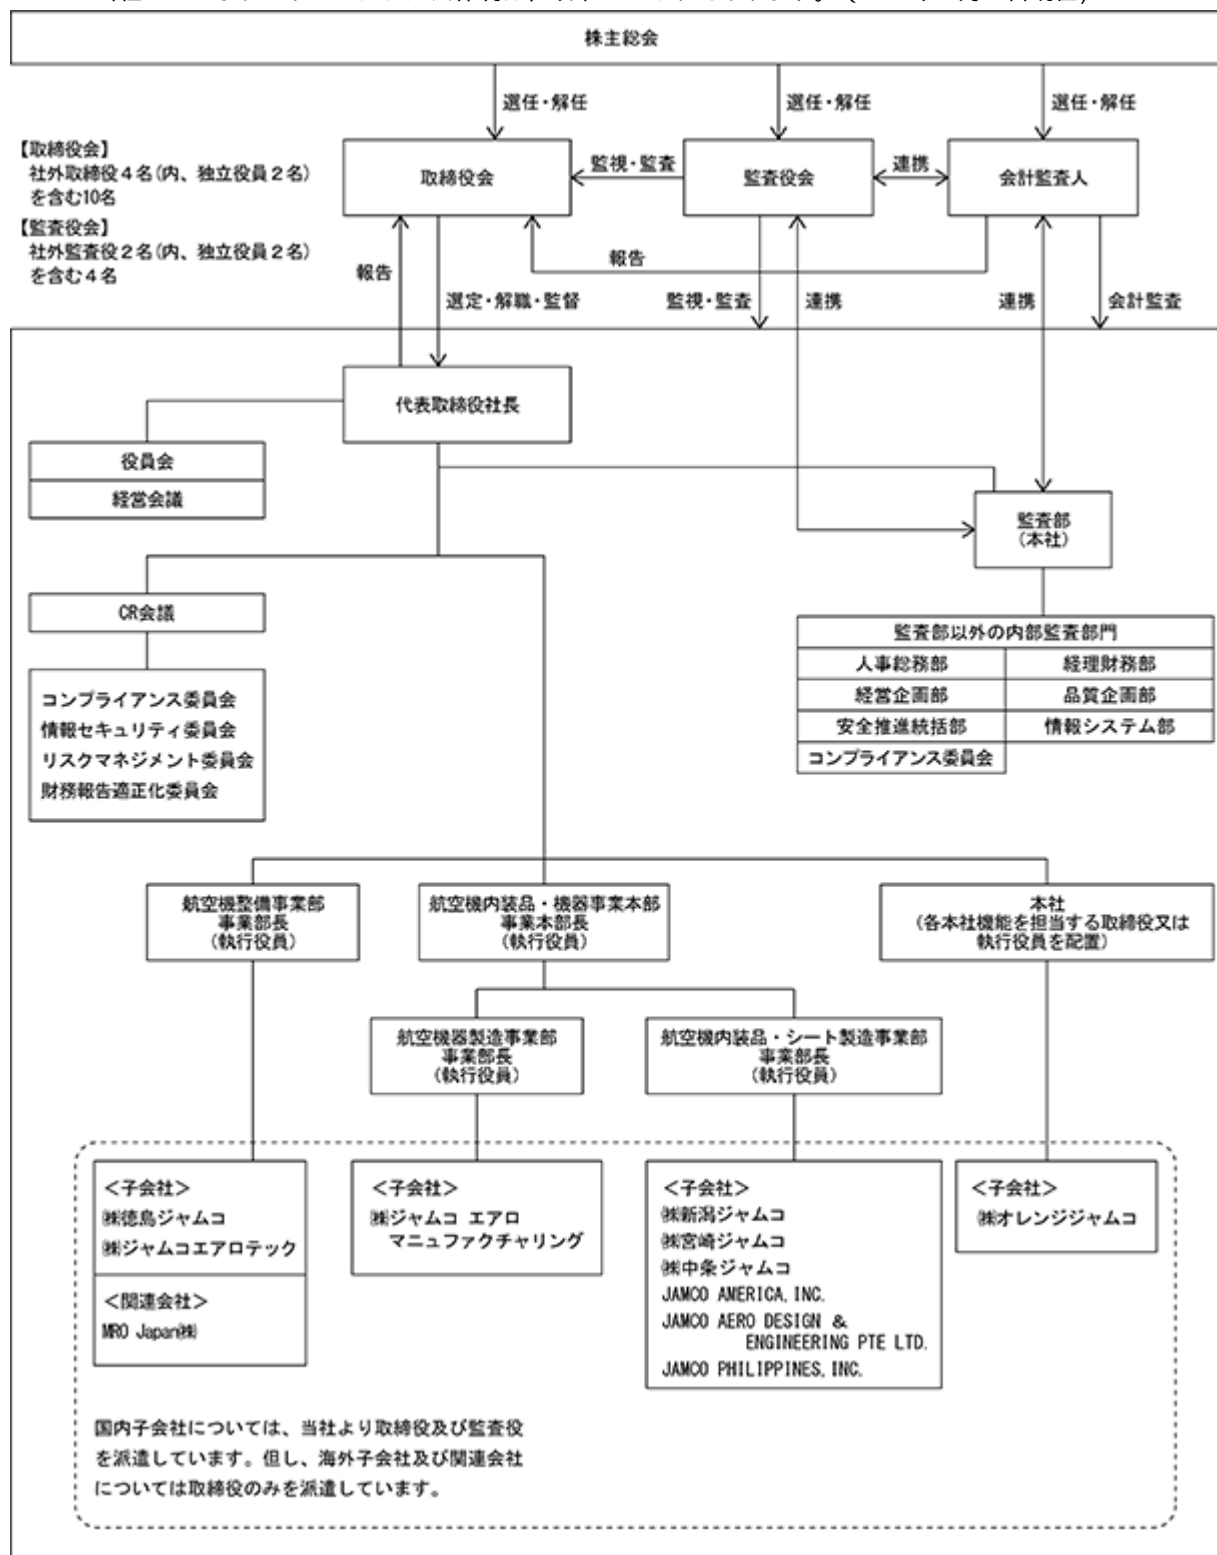 株主総会
選任・解任
選任・解任
選任・解任
【取締役会】
社外取締役4名(内、独立役員2名)
を含む10名
【監査役会】
社外監査役2名(内、独立役員2名)
を含む4名
取締役会
監視・監査
監査役会
連携
会計監査人
報告
選定・解職・監督
報告
監視・監査
連携
連携
会計監査
代表取締役社長
役員会
経営会議
監査部
(本社)
CR会議
コンプライアンス委員会
情報セキュリティ委員会
リスクマネジメント委員会
財務報告適正化委員会
監査部以外の内部監査部門
人事総務部
経理財務部
経営企画部
品質企画部
安全推進統括部
情報システム部
コンプライアンス委員会
航空機整備事業部
事業部長
(執行役員)
航空機内装品・機器事業本部
事業本部長
(執行役員)
本社
(各本社機能を担当する取締役又は
執行役員を配置)
航空機器製造事業部
事業部長
(執行役員)
航空機内装品・シート製造事業部
事業部長
(執行役員)
<子会社>
㈱徳島ジャムコ
㈱ジャムコエアロテック
<関連会社>
MRO Japan㈱
<子会社>
㈱ジャムコ エアロ
マニュファクチャリング
<子会社>
㈱新潟ジャムコ
㈱宮崎ジャムコ
㈱中条ジャムコ
JAMCO AMERICA, INC.
JAMCO AERO DESIGN &
ENGINEERING PTE LTD.
JAMCO PHILIPPINES, INC.
<子会社>
㈱オレンジジャムコ
国内子会社については、当社より取締役及び監査役
を派遣しています。但し、海外子会社及び関連会社
については取締役のみを派遣しています。